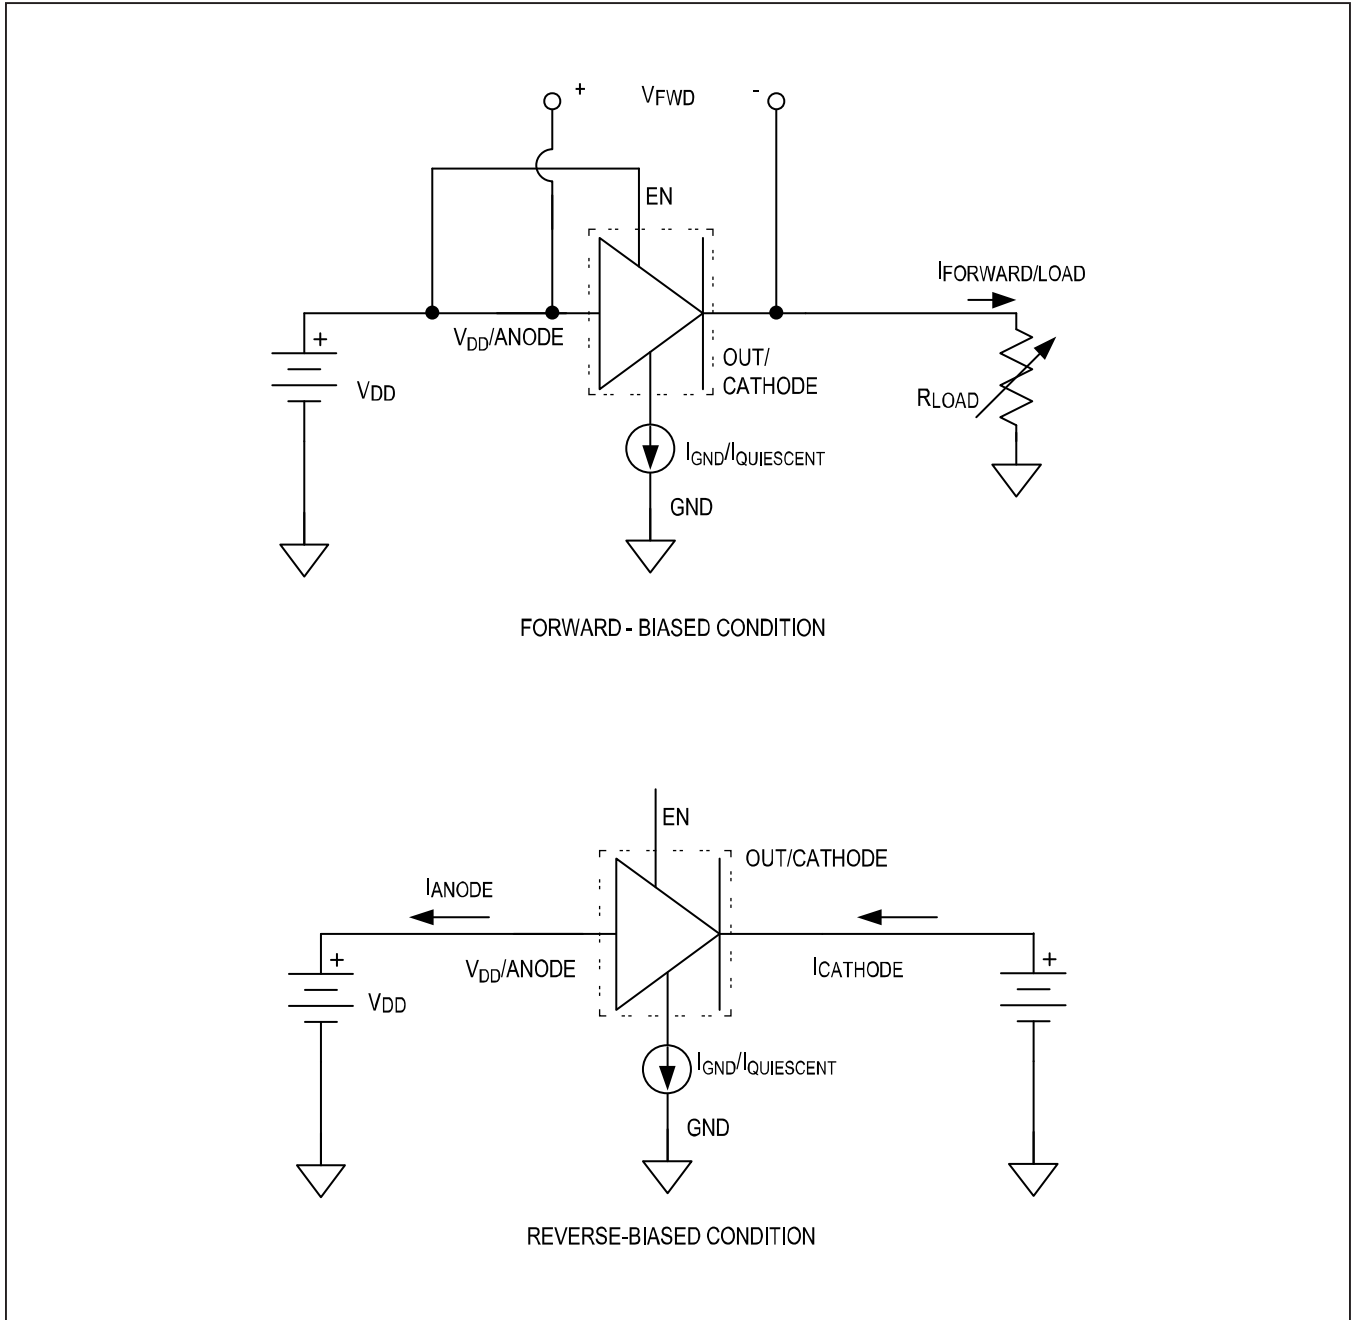 + VFWD -
EN
IFORWARD/LOAD
+
VDD/ANODE
OUT/
CATHODE
VDD
RLOAD
IGND/IQUIESCENT
GND
FORWARD - BIASED CONDITION
EN
OUT/CATHODE
IANODE
+
VDD/ANODE
ICATHODE
+
VDD
IGND/IQUIESCENT
GND
REVERSE-BIASED CONDITION